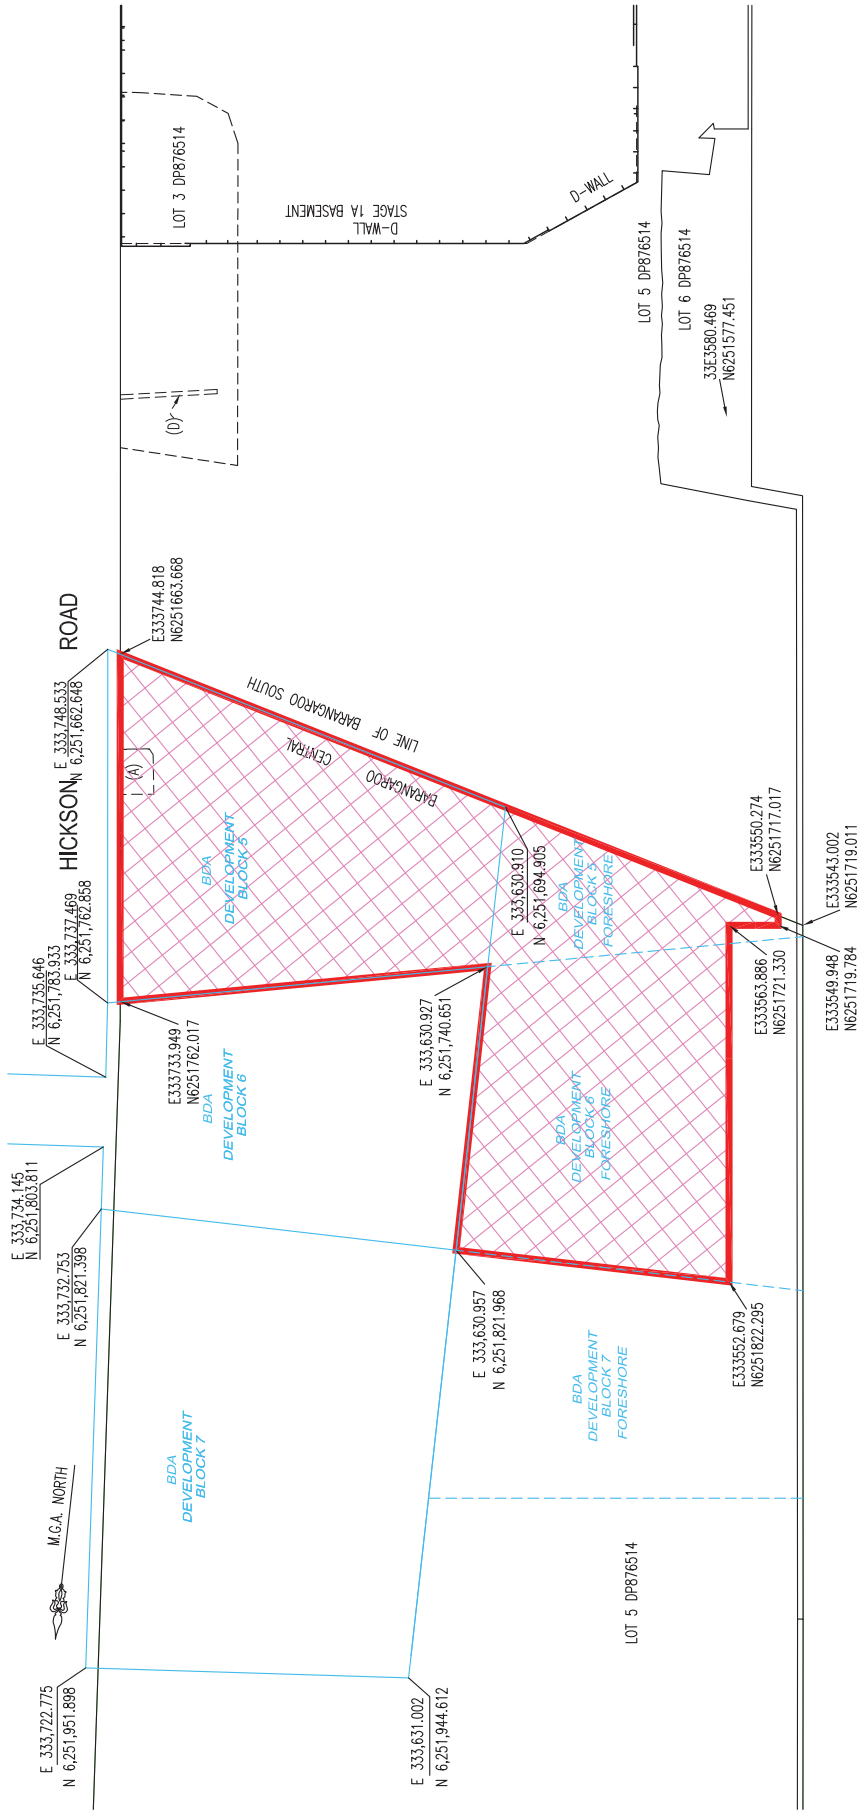 HICKSON
ROAD
LOT 3 DP876514
D-WALL
STAGE 1A BASEMENT
D-WALL
LOT 5 DP876514
LOT 6 DP876514
33E3580.469
N6251577.451
(D)
E333744.818
N6251663.668
E 333,748.533
N 6,251,662.648
(A)
LINE OF BARANGAROO SOUTH
BARANGAROO
CENTRAL
E 333,737.469
N 6,251,762.858
E 333,735.646
N 6,251,783.933
BDA
DEVELOPMENT
BLOCK 5
E 333,630.910
N 6,251,694.905
BDA
DEVELOPMENT
BLOCK 5
FORESHORE
E333550.274
N6251717.017
E333543.002
N6251719.011
E333733.949
N6251762.017
E 333,630.927
N 6,251,740.651
E333563.886
N6251721.330
E333549.948
N6251719.784
BDA
DEVELOPMENT
BLOCK 6
BDA
DEVELOPMENT
BLOCK 6
FORESHORE
E 333,734.145
N 6,251,803.811
E 333,732.753
N 6,251,821.398
E 333,630.957
N 6,251,821.968
E333552.679
N6251822.295
BDA
DEVELOPMENT
BLOCK 7
FORESHORE
BDA
DEVELOPMENT
BLOCK 7
M.G.A. NORTH
LOT 5 DP876514
E 333,722.775
N 6,251,951.898
E 333,631.002
N 6,251,944.612